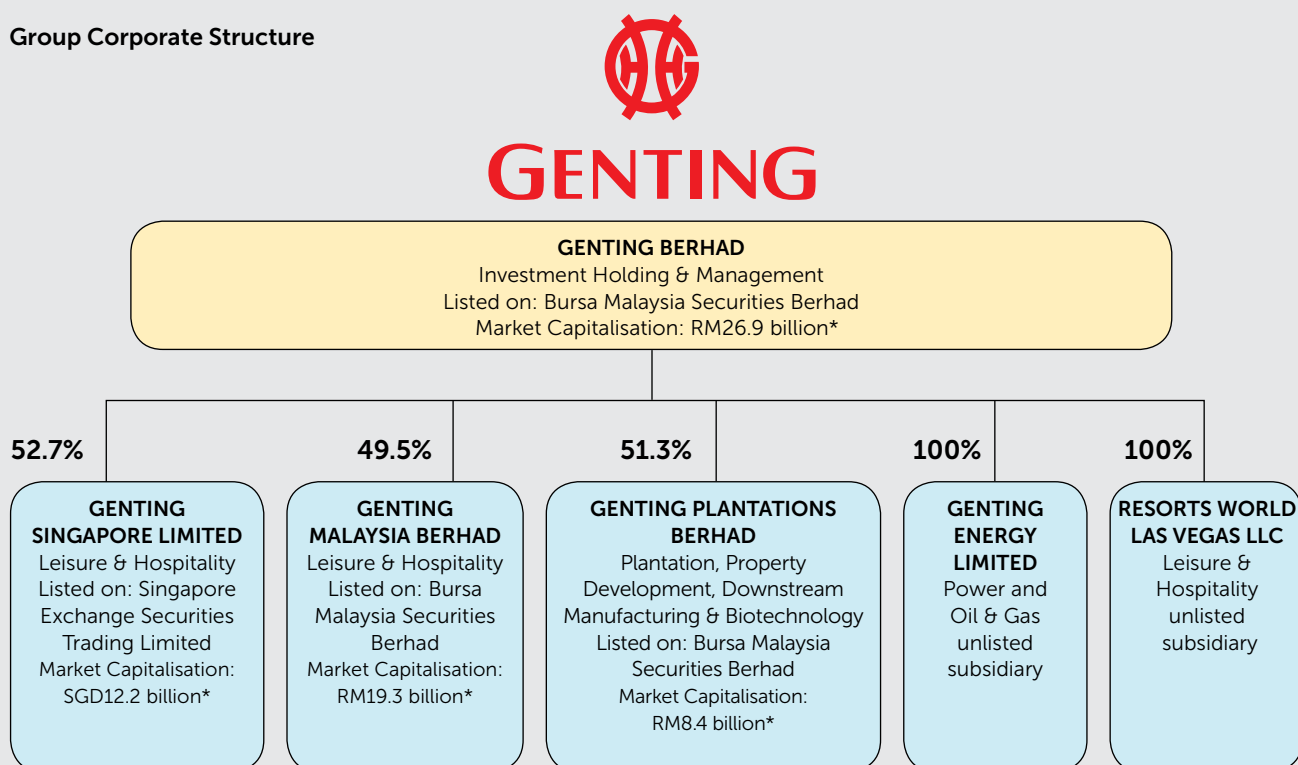 Group Corporate Structure
GENTING
GENTING BERHAD
Investment Holding & Management
Listed on: Bursa Malaysia Securities Berhad
Market Capitalisation: RM26.9 billion*
52.7%
49.5%
51.3%
100%
100%
GENTING
SINGAPORE LIMITED
Leisure & Hospitality
Listed on: Singapore
Exchange Securities
Trading Limited
Market Capitalisation:
SGD12.2 billion*
GENTING
MALAYSIA BERHAD
Leisure & Hospitality
Listed on: Bursa
Malaysia Securities
Berhad
Market Capitalisation:
RM19.3 billion*
GENTING PLANTATIONS
BERHAD
Plantation, Property
Development, Downstream
Manufacturing & Biotechnology
Listed on: Bursa Malaysia
Securities Berhad
Market Capitalisation:
RM8.4 billion*
GENTING
ENERGY
LIMITED
Power and
Oil & Gas
unlisted
subsidiary
RESORTS WORLD
LAS VEGAS LLC
Leisure &
Hospitality
unlisted
subsidiary